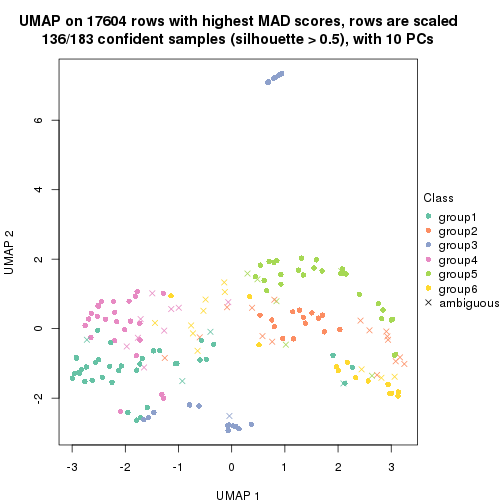 UMAP on 17604 rows with highest MAD scores, rows are scaled
136/183 confident samples (silhouette > 0.5), with 10 PCs
6
4
2
0
-2
UMAP 2
-3 -2 -1 0 1 2 3
UMAP 1
Class
group1
group2
group3
group4
group5
group6
ambiguous